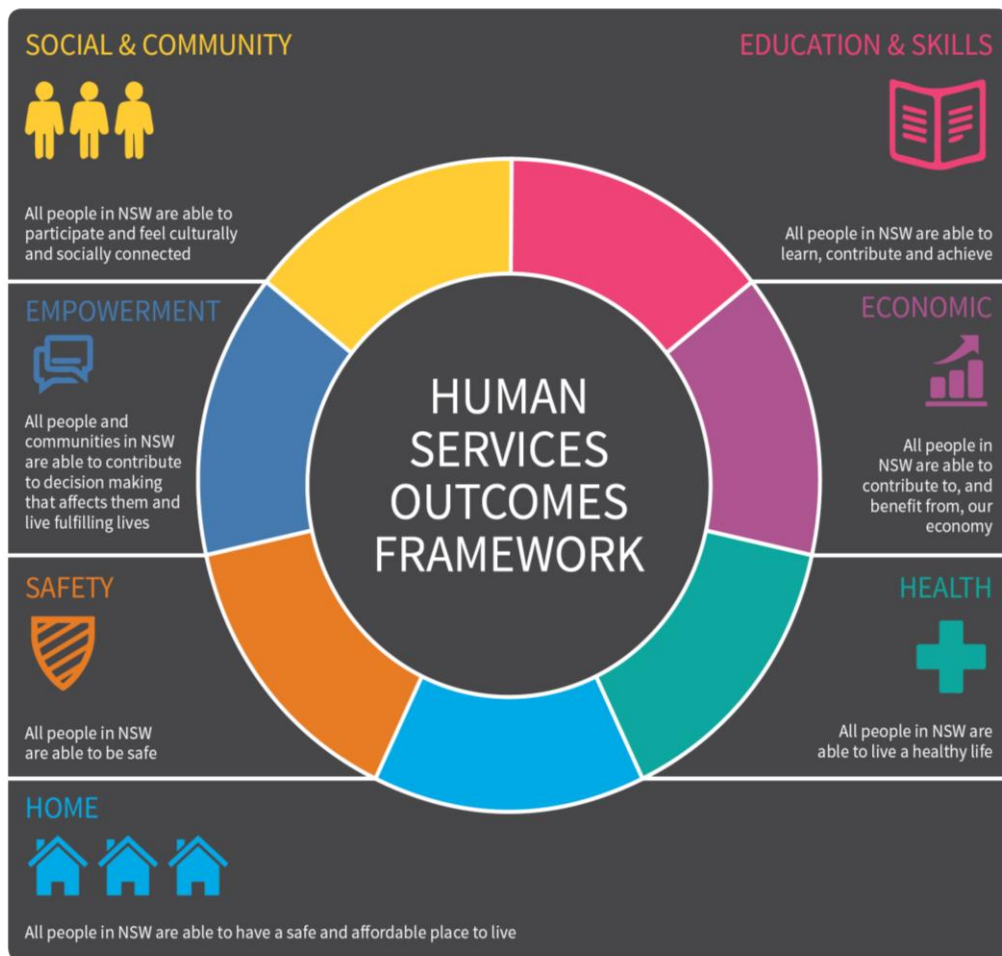 SOCIAL & COMMUNITY
All people in NSW are able to
participate and feel culturally
and socially connected
EDUCATION & SKILLS
All people in NSW are able to
learn, contribute and achieve
EMPOWERMENT
All people and
communities in NSW
are able to contribute
to decision making
that affects them and
live fulfilling lives
HUMAN
SERVICES
OUTCOMES
FRAMEWORK
ECONOMIC
All people in
NSW are able to
contribute to, and
benefit from, our
economy
SAFETY
All people in NSW
are able to be safe
HEALTH
All people in NSW are
able to live a healthy life
HOME
All people in NSW are able to have a safe and affordable place to live